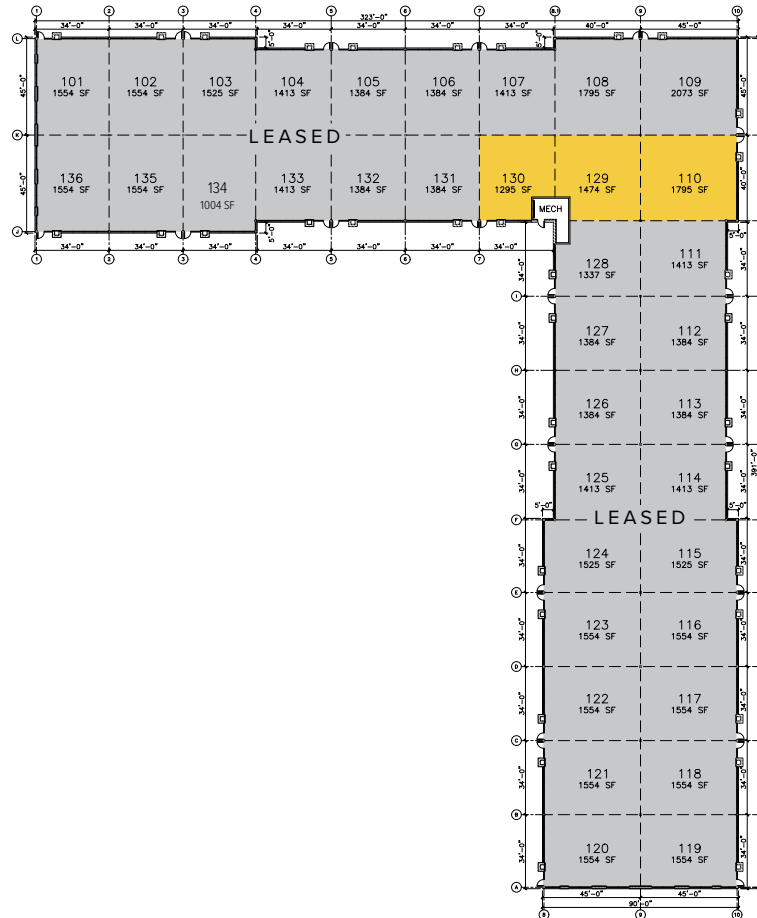 1 2 3 4 5 6 7 8.1 9 10
323'-0"
34'-0" 34'-0" 34'-0" 34'-0" 34'-0" 34'-0" 34'-0" 40'-0" 45'-0"
L
5'-0" 5'-0"
101 102 103 104 105 106 107 108 109
1554 SF 1554 SF 1525 SF 1413 SF 1384 SF 1384 SF 1413 SF 1795 SF 2073 SF
45'-0" 45'-0"
K
LEASED
136 135 134 133 132 131 130 129 110
1554 SF 1554 SF 1004 SF 1413 SF 1384 SF 1384 SF 1295 SF 1474 SF 1795 SF
45'-0" 40'-0"
MECH
J
5'-0" 5'-0"
34'-0" 34'-0" 34'-0" 34'-0" 34'-0" 34'-0"
1 2 3 4 5 6 7
34'-0" 34'-0"
128 111
1337 SF 1413 SF
I
34'-0" 34'-0"
127 112
1384 SF 1384 SF
H
34'-0" 34'-0"
126 113
1384 SF 1384 SF
G
391'-0"
34'-0" 34'-0"
125 114
1413 SF 1413 SF
5'-0" 5'-0"
F
LEASED
34'-0" 34'-0"
124 115
1525 SF 1525 SF
E
34'-0" 34'-0"
123 116
1554 SF 1554 SF
D
34'-0" 34'-0"
122 117
1554 SF 1554 SF
C
34'-0" 34'-0"
121 118
1554 SF 1554 SF
B
34'-0" 34'-0"
120 119
1554 SF 1554 SF
A
45'-0" 45'-0"
90'-0"
8 9 10